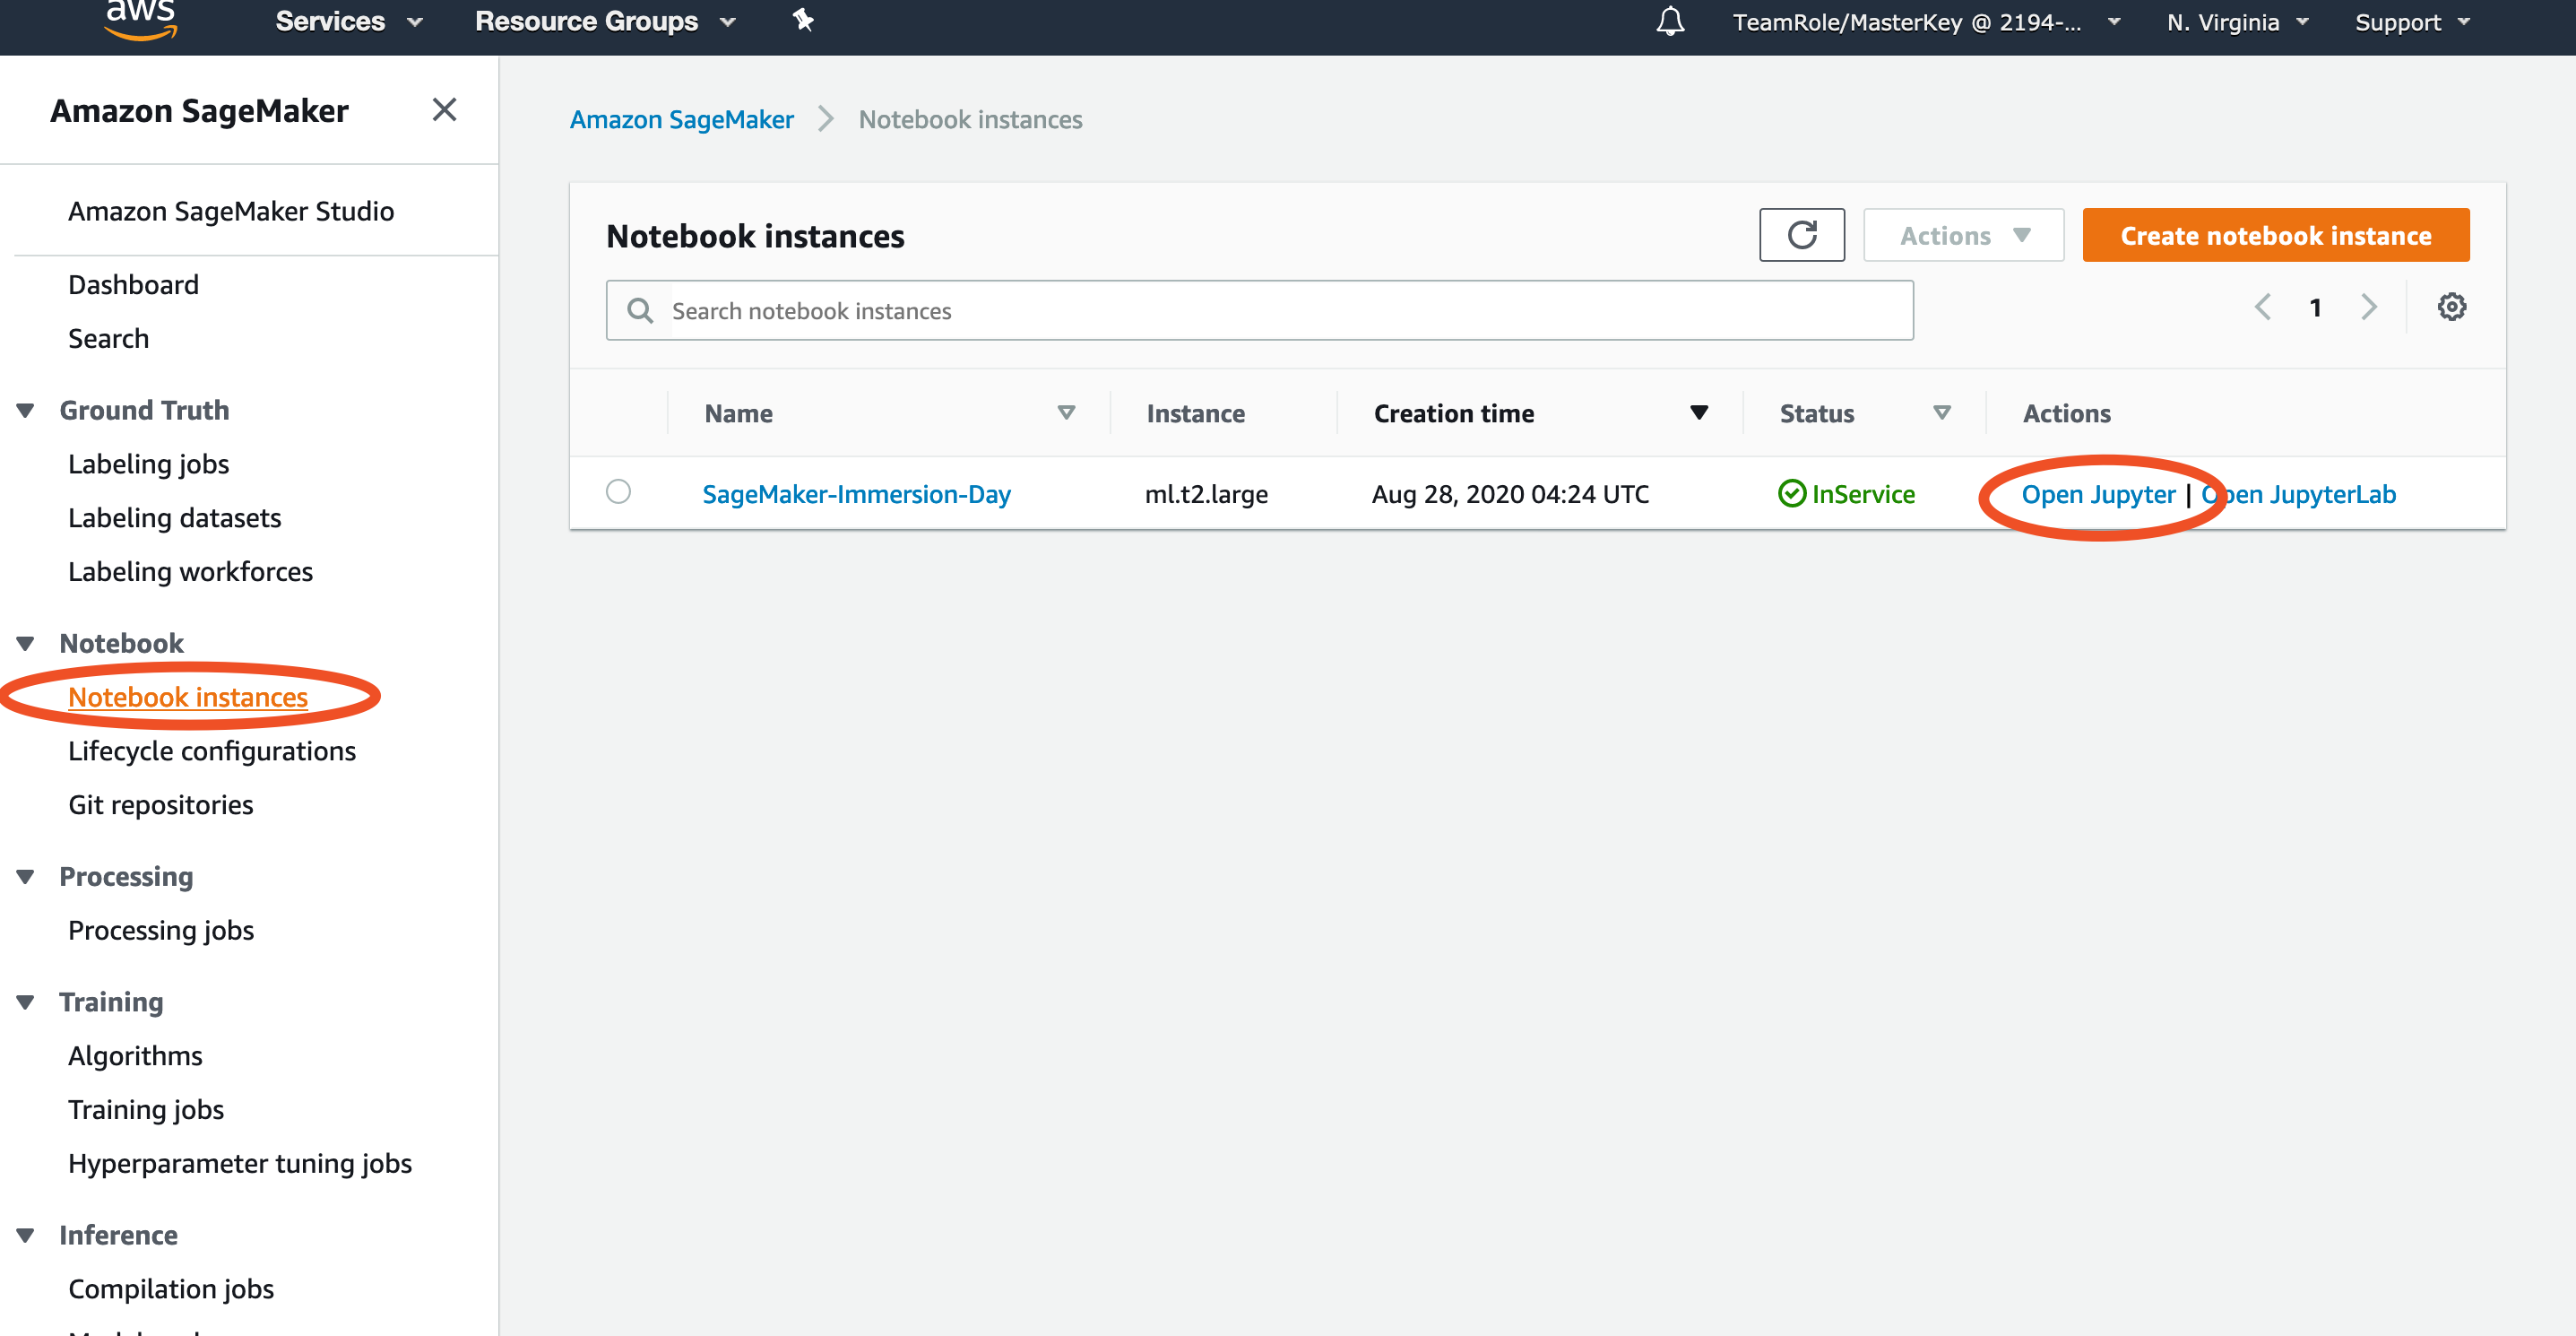 aws Services Resource Groups TeamRole/MasterKey @ 2194-... N. Virginia Support
Amazon SageMaker
Amazon SageMaker Studio
Dashboard
Search
Ground Truth
Labeling jobs
Labeling datasets
Labeling workforces
Notebook
Notebook instances
Lifecycle configurations
Git repositories
Processing
Processing jobs
Training
Algorithms
Training jobs
Hyperparameter tuning jobs
Inference
Compilation jobs
Amazon SageMaker Notebook instances
Notebook instances Actions Create notebook instance
Search notebook instances 1
Name Instance Creation time Status Actions
SageMaker-Immersion-Day ml.t2.large Aug 28, 2020 04:24 UTC InService Open Jupyter | Open JupyterLab